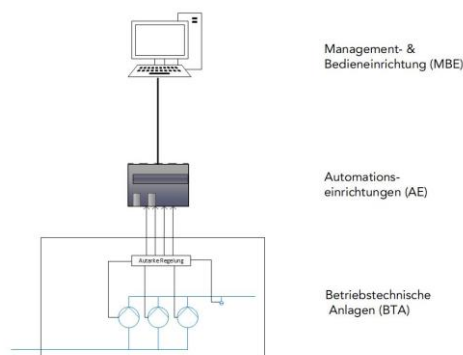 Management- &
Bedieneinrichtung (MBE)
Automations-
einrichtungen (AE)
Autarke Regelung
Betriebstechnische
Anlagen (BTA)